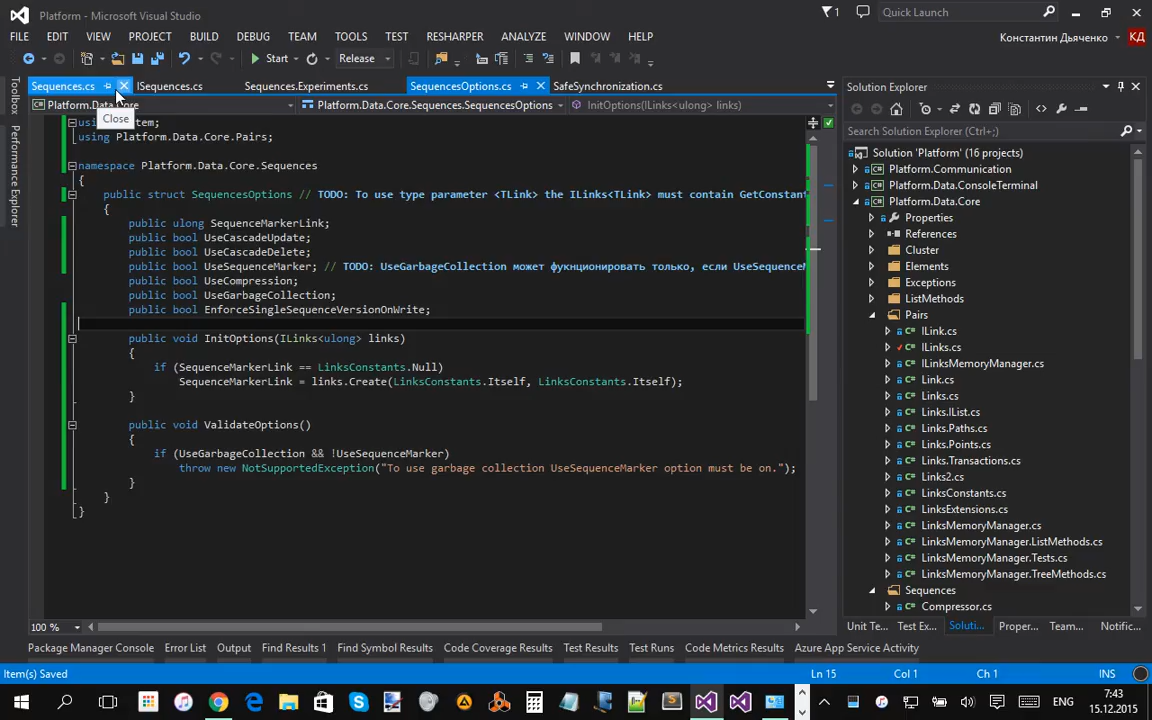 Platform - Microsoft Visual Studio
1
Quick Launch
FILE EDIT VIEW PROJECT BUILD DEBUG TEAM TOOLS TEST RESHARPER ANALYZE WINDOW HELP
Константин Дьяченко КД
Start Release
Toolbox
Performance Explorer
Sequences.cs ISequences.cs Sequences.Experiments.cs SequencesOptions.cs SafeSynchronization.cs
Platform.Data.Core Platform.Data.Core.Sequences.SequencesOptions InitOptions(ILinks<ulong> links)
Close
using Platform.Data.Core.Pairs;
namespace Platform.Data.Core.Sequences
{
public struct SequencesOptions // TODO: To use type parameter <TLink> the ILinks<TLink> must contain GetConstant
{
public ulong SequenceMarkerLink;
public bool UseCascadeUpdate;
public bool UseCascadeDelete;
public bool UseSequenceMarker; // TODO: UseGarbageCollection может фукнционировать только, если UseSequenceM
public bool UseCompression;
public bool UseGarbageCollection;
public bool EnforceSingleSequenceVersionOnWrite;
public void InitOptions(ILinks<ulong> links)
{
if (SequenceMarkerLink == LinksConstants.Null)
SequenceMarkerLink = links.Create(LinksConstants.Itself, LinksConstants.Itself);
}
public void ValidateOptions()
{
if (UseGarbageCollection && !UseSequenceMarker)
throw new NotSupportedException("To use garbage collection UseSequenceMarker option must be on.");
}
}
}
100 %
Solution Explorer
Search Solution Explorer (Ctrl+;)
Solution 'Platform' (16 projects)
Platform.Communication
Platform.Data.ConsoleTerminal
Platform.Data.Core
Properties
References
Cluster
Elements
Exceptions
ListMethods
Pairs
ILink.cs
ILinks.cs
ILinksMemoryManager.cs
Link.cs
Links.cs
Links.IList.cs
Links.Paths.cs
Links.Points.cs
Links.Transactions.cs
Links2.cs
LinksConstants.cs
LinksExtensions.cs
LinksMemoryManager.cs
LinksMemoryManager.ListMethods.cs
LinksMemoryManager.Tests.cs
LinksMemoryManager.TreeMethods.cs
Sequences
Compressor.cs
Unit Te... Test Ex... Soluti... Proper... Team... Notific...
Package Manager Console Error List Output Find Results 1 Find Symbol Results Code Coverage Results Test Results Test Runs Code Metrics Results Azure App Service Activity
Item(s) Saved Ln 15 Col 1 Ch 1 INS
ENG
7:43
15.12.2015